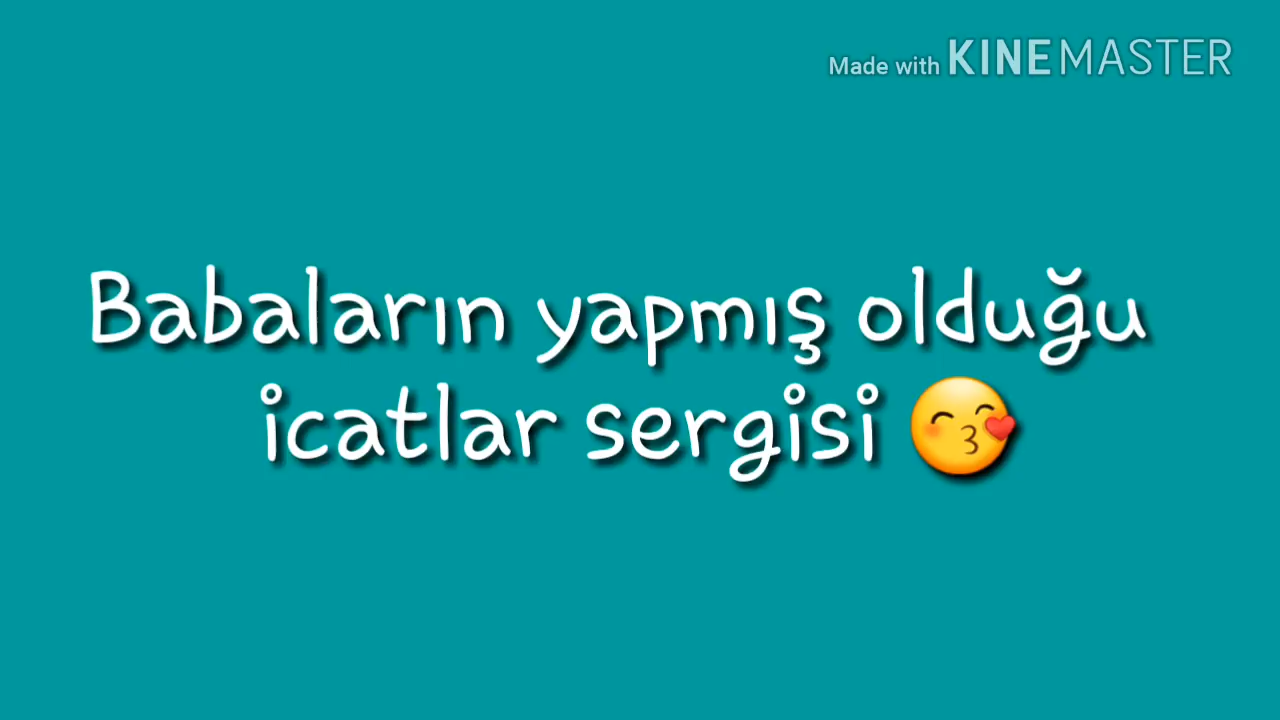 Made with KINEMASTER
Babaların yapmış olduğu
icatlar sergisi 😚